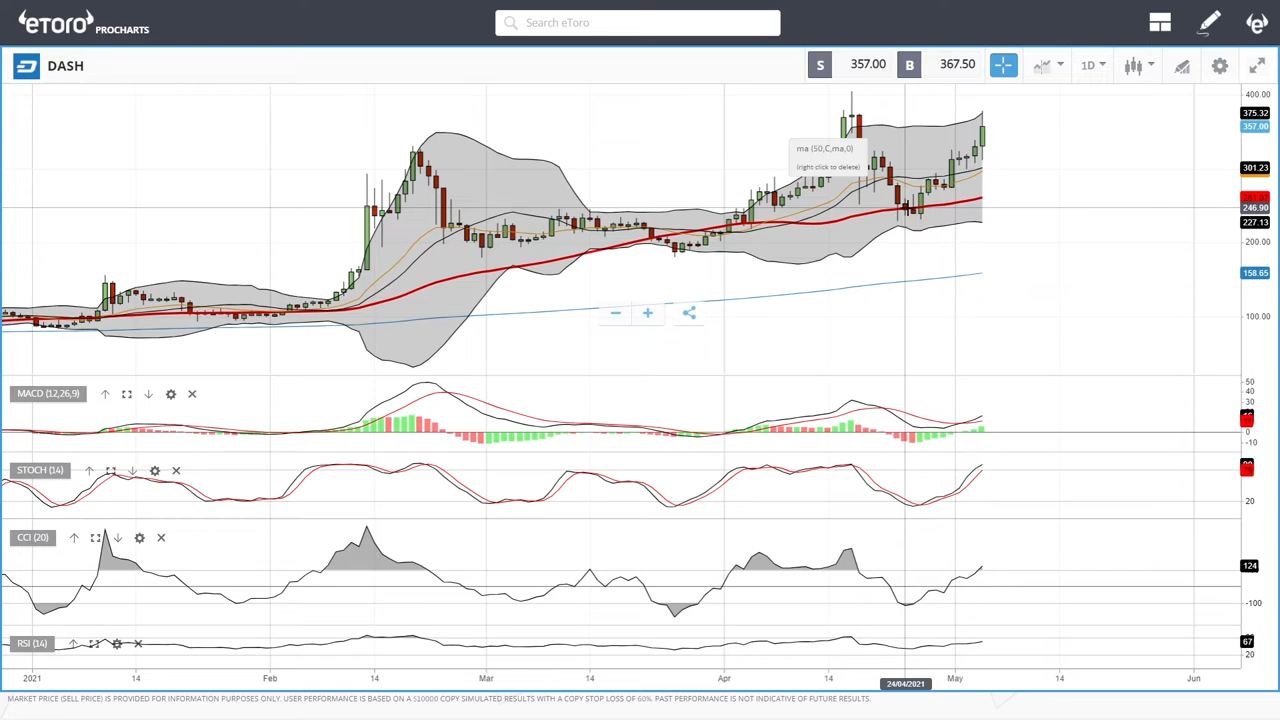 eToro PROCHARTS
Search eToro
DASH
S 357.00 B 367.50
1D
400.00
375.32
357.00
ma (50,C,ma,0)
(right click to delete)
301.23
246.90
227.13
200.00
158.65
100.00
MACD (12,26,9)
50
40
30
0
-10
STOCH (14)
20
CCI (20)
124
-100
RSI (14)
67
20
2021 14 Feb 14 Mar 14 Apr 14 May 14 Jun
24/04/2021
MARKET PRICE (SELL PRICE) IS PROVIDED FOR INFORMATION PURPOSES ONLY. USER PERFORMANCE IS BASED ON A $10000 COPY SIMULATED RESULTS WITH A COPY STOP LOSS OF 60%. PAST PERFORMANCE IS NOT INDICATIVE OF FUTURE RESULTS.